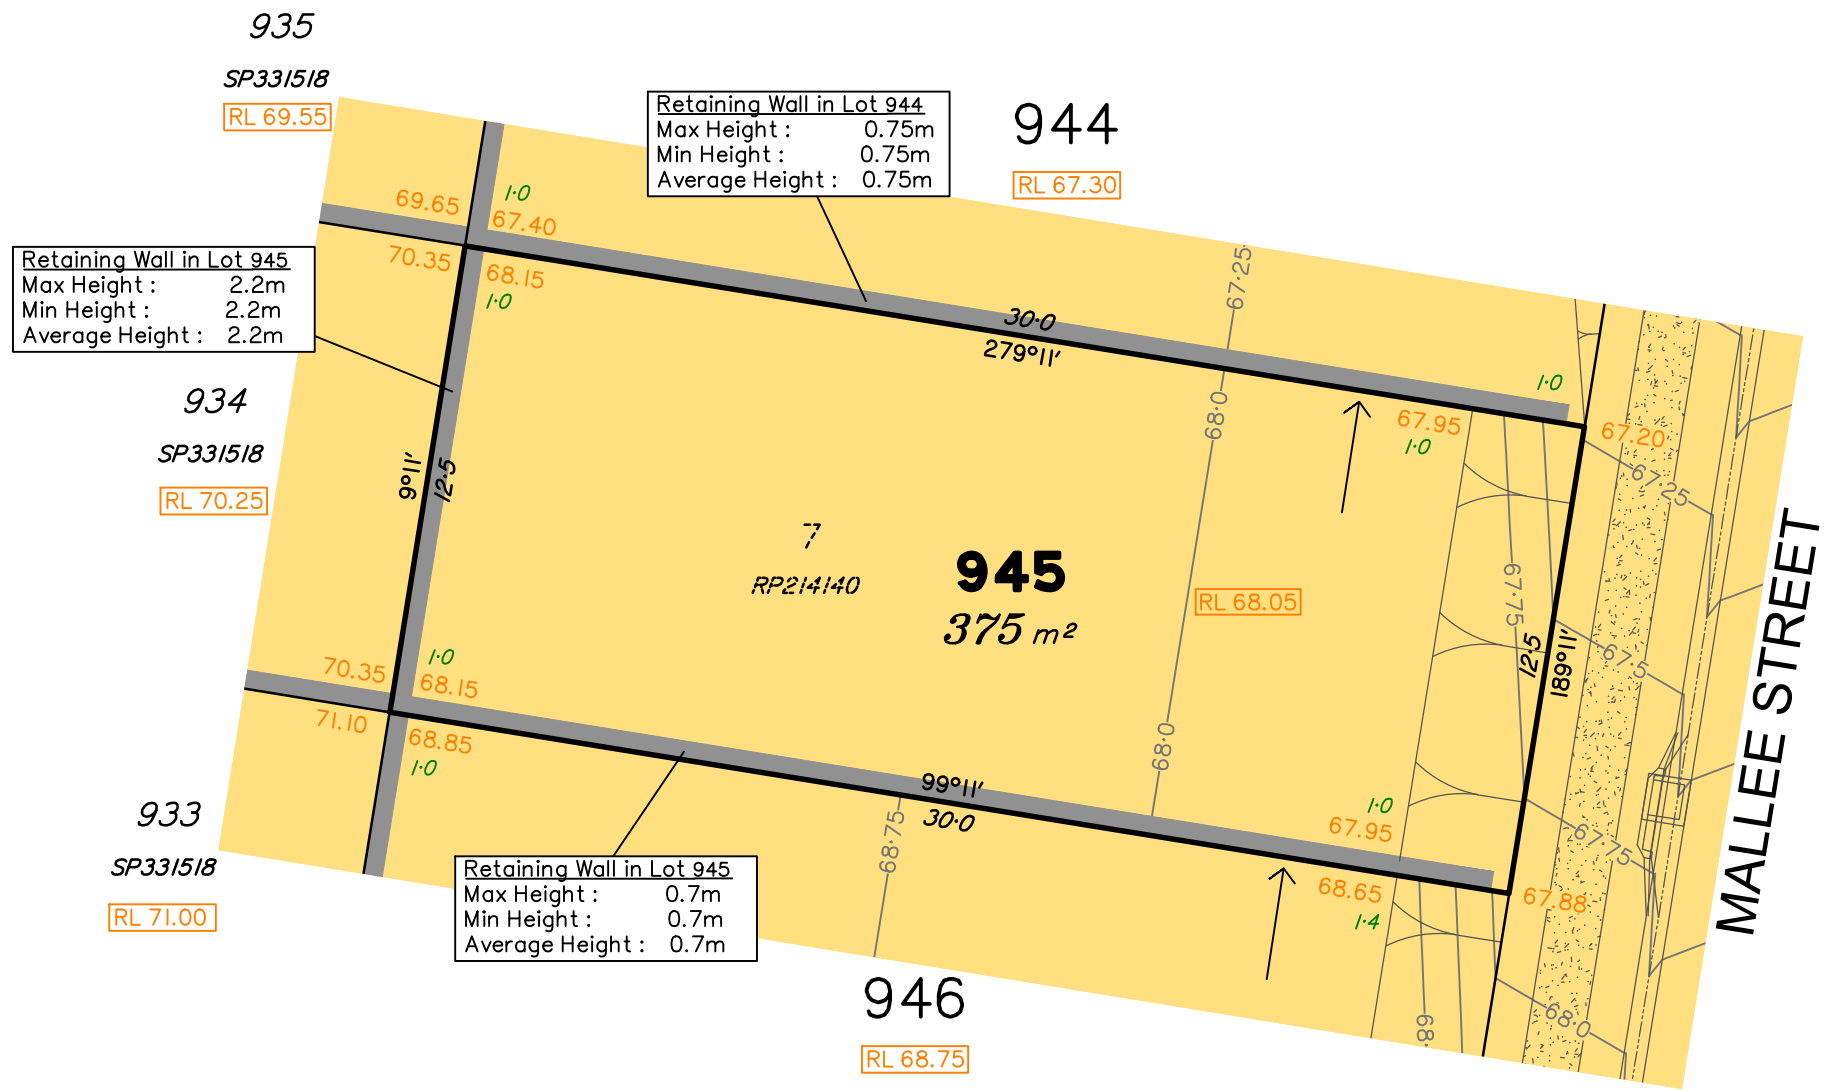 935
SP331518
RL 69.55
Retaining Wall in Lot 944
Max Height : 0.75m
Min Height : 0.75m
Average Height : 0.75m
944
RL 67.30
69.65
1·0
67.40
70.35
68.15
1·0
Retaining Wall in Lot 945
Max Height : 2.2m
Min Height : 2.2m
Average Height : 2.2m
67·25
30·0
279°11'
1·0
67.95
1·0
67.20
67·25
934
SP331518
RL 70.25
9°11'
12·5
68·0
7
RP214140
945
375 m²
RL 68.05
67·75
12·5
189°11'
67·5
MALLEE STREET
70.35
1·0
68.15
71.10
68.85
1·0
68·0
99°11'
30·0
68·75
1·0
67.95
68.65
1·4
67.88
67·75
933
SP331518
RL 71.00
Retaining Wall in Lot 945
Max Height : 0.7m
Min Height : 0.7m
Average Height : 0.7m
946
RL 68.75
68·
68·0